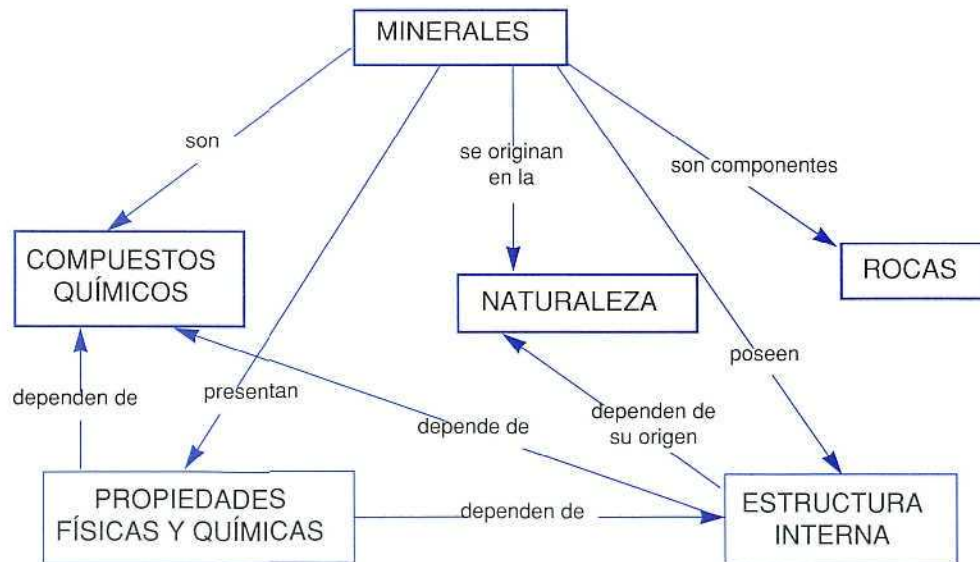 MINERALES
son
se originan
en la
son componentes
COMPUESTOS
QUÍMICOS
NATURALEZA
ROCAS
poseen
dependen de
presentan
depende de
dependen de
su origen
PROPIEDADES
FÍSICAS Y QUÍMICAS
dependen de
ESTRUCTURA
INTERNA